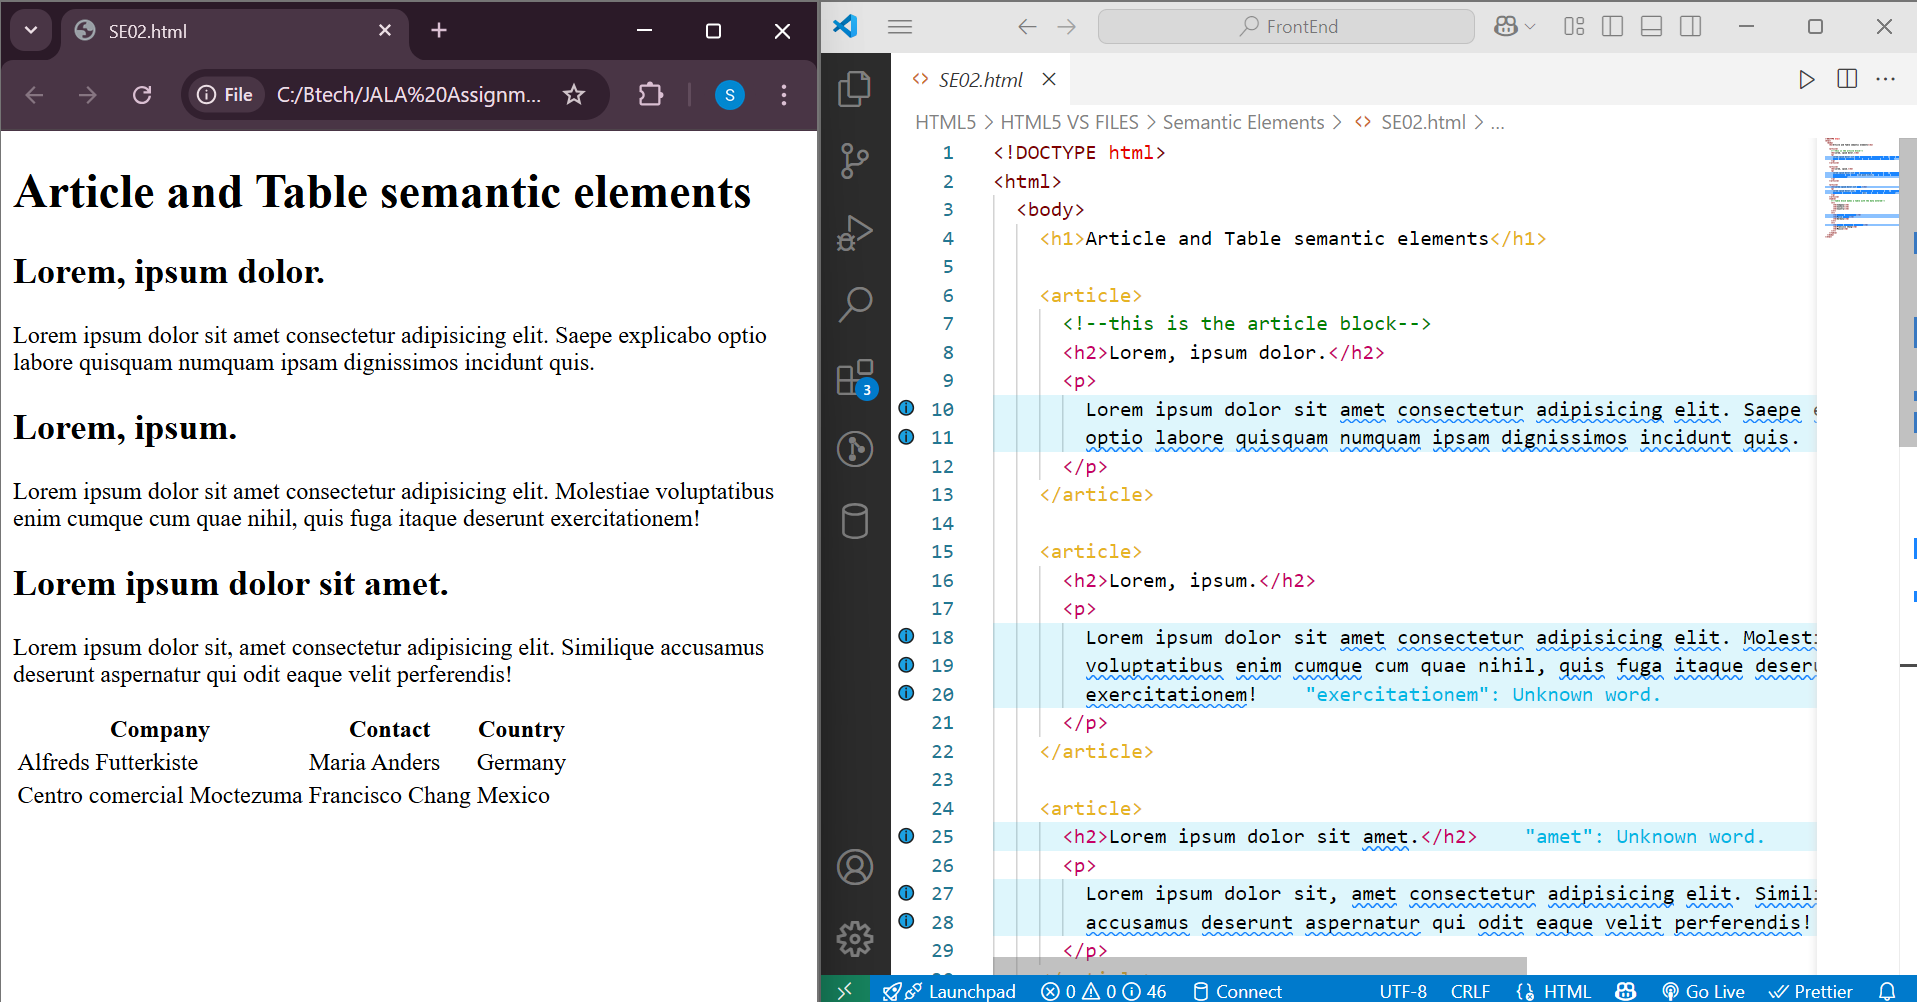 SE02.html
File
C:/Btech/JALA%20Assignm...
S
Article and Table semantic elements
Lorem, ipsum dolor.
Lorem ipsum dolor sit amet consectetur adipisicing elit. Saepe explicabo optio
labore quisquam numquam ipsam dignissimos incidunt quis.
Lorem, ipsum.
Lorem ipsum dolor sit amet consectetur adipisicing elit. Molestiae voluptatibus
enim cumque cum quae nihil, quis fuga itaque deserunt exercitationem!
Lorem ipsum dolor sit amet.
Lorem ipsum dolor sit, amet consectetur adipisicing elit. Similique accusamus
deserunt aspernatur qui odit eaque velit perferendis!
Company Contact Country
Alfreds Futterkiste Maria Anders Germany
Centro comercial Moctezuma Francisco Chang Mexico
FrontEnd
SE02.html
HTML5 > HTML5 VS FILES > Semantic Elements > SE02.html > ...
3
1 <!DOCTYPE html>
2 <html>
3 <body>
4 <h1>Article and Table semantic elements</h1>
5
6 <article>
7 <!--this is the article block-->
8 <h2>Lorem, ipsum dolor.</h2>
9 <p>
10 Lorem ipsum dolor sit amet consectetur adipisicing elit. Saepe
11 optio labore quisquam numquam ipsam dignissimos incidunt quis.
12 </p>
13 </article>
14
15 <article>
16 <h2>Lorem, ipsum.</h2>
17 <p>
18 Lorem ipsum dolor sit amet consectetur adipisicing elit. Molesti
19 voluptatibus enim cumque cum quae nihil, quis fuga itaque deseru
20 exercitationem! "exercitationem": Unknown word.
21 </p>
22 </article>
23
24 <article>
25 <h2>Lorem ipsum dolor sit amet.</h2> "amet": Unknown word.
26 <p>
27 Lorem ipsum dolor sit, amet consectetur adipisicing elit. Simili
28 accusamus deserunt aspernatur qui odit eaque velit perferendis!
29 </p>
Launchpad 0 0 46 Connect UTF-8 CRLF HTML Go Live Prettier